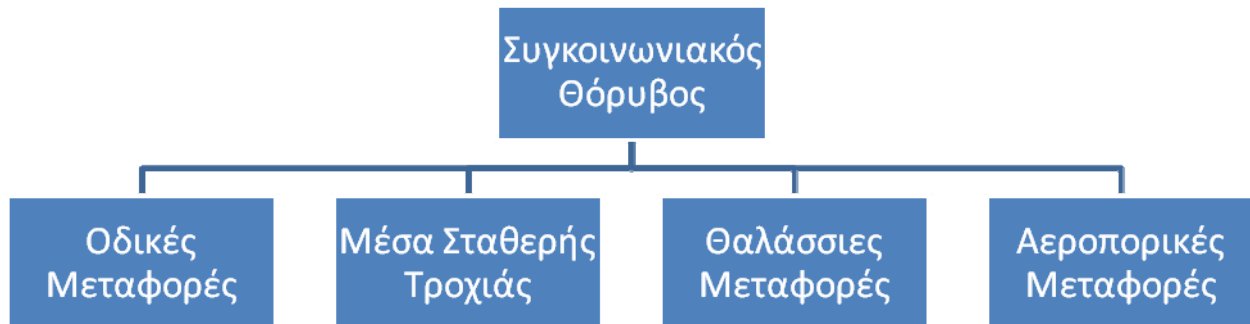 Συγκοινωνιακός
Θόρυβος
Οδικές
Μεταφορές
Μέσα Σταθερής
Τροχιάς
Θαλάσσιες
Μεταφορές
Αεροπορικές
Μεταφορές